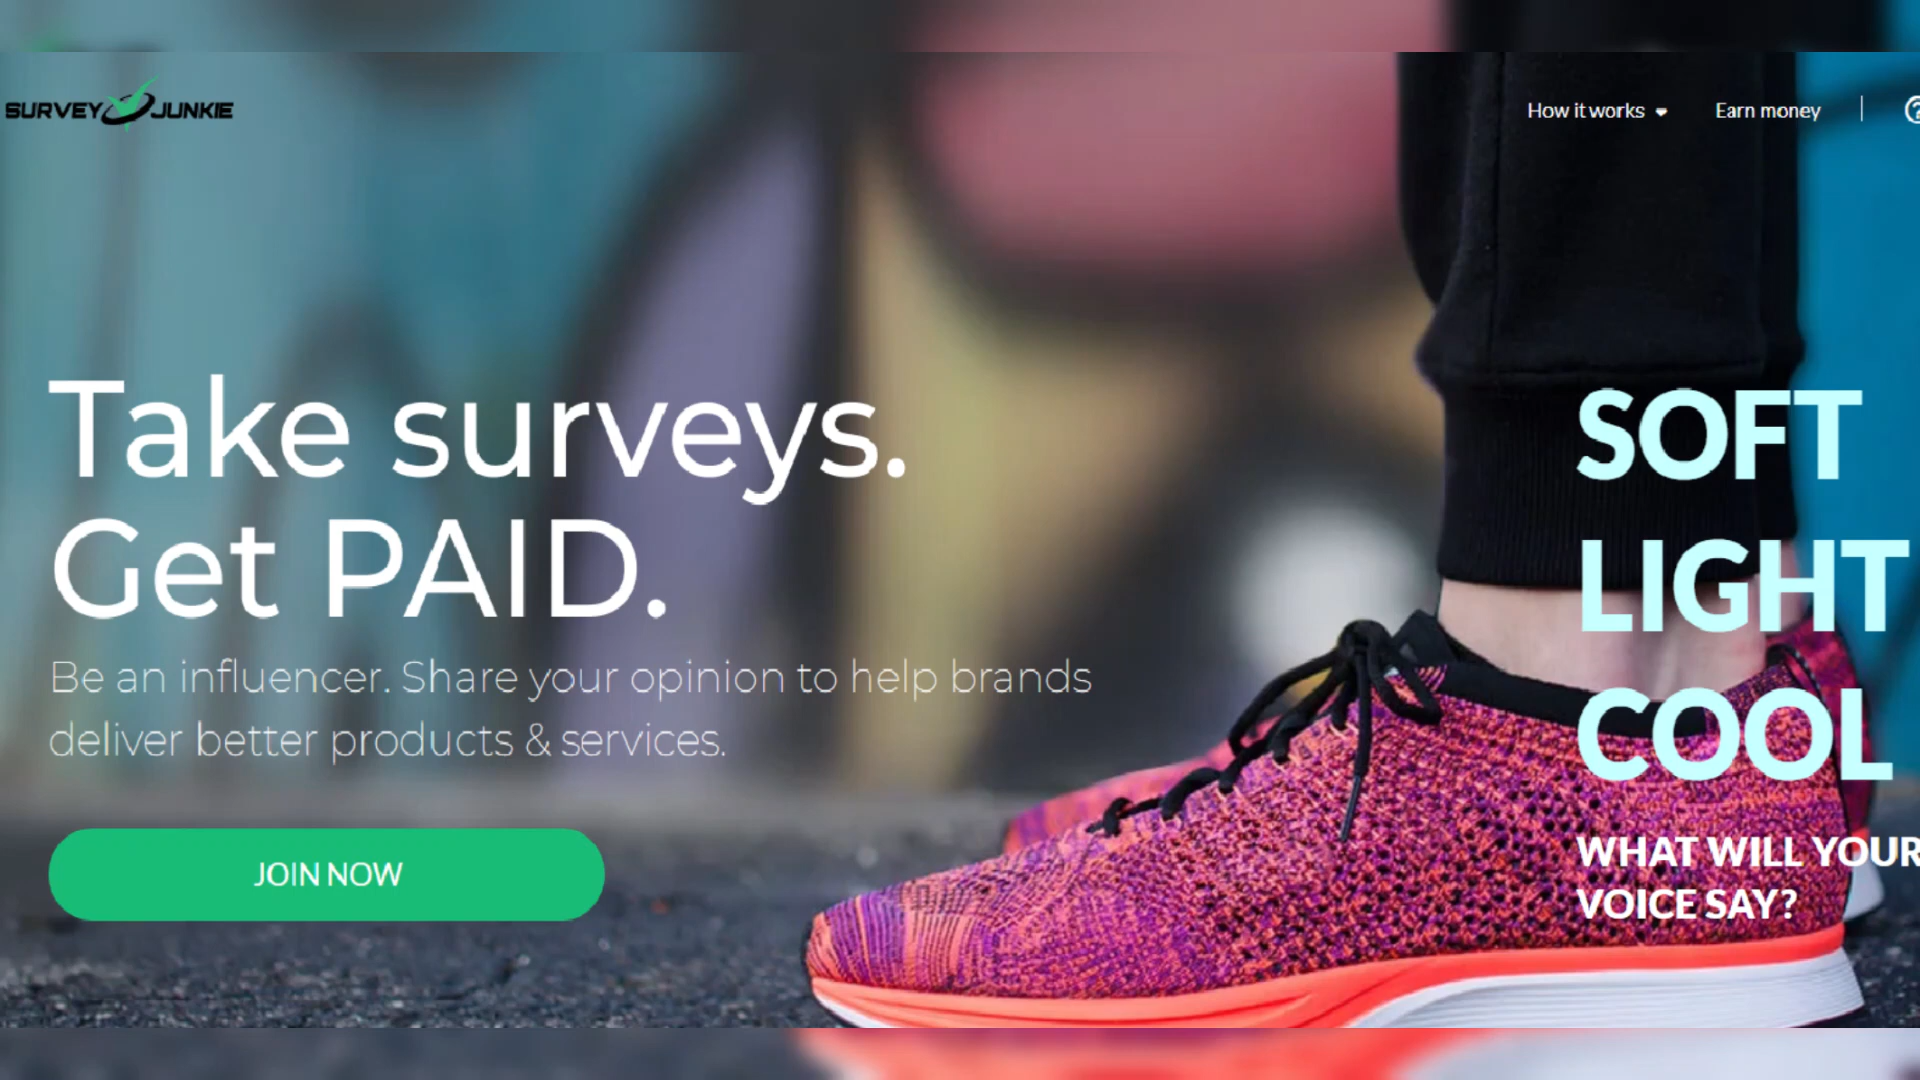 SURVEY JUNKIE
How it works
Earn money
Take surveys.
Get PAID.
Be an influencer. Share your opinion to help brands
deliver better products & services.
JOIN NOW
SOFT
LIGHT
COOL
WHAT WILL YOUR
VOICE SAY?